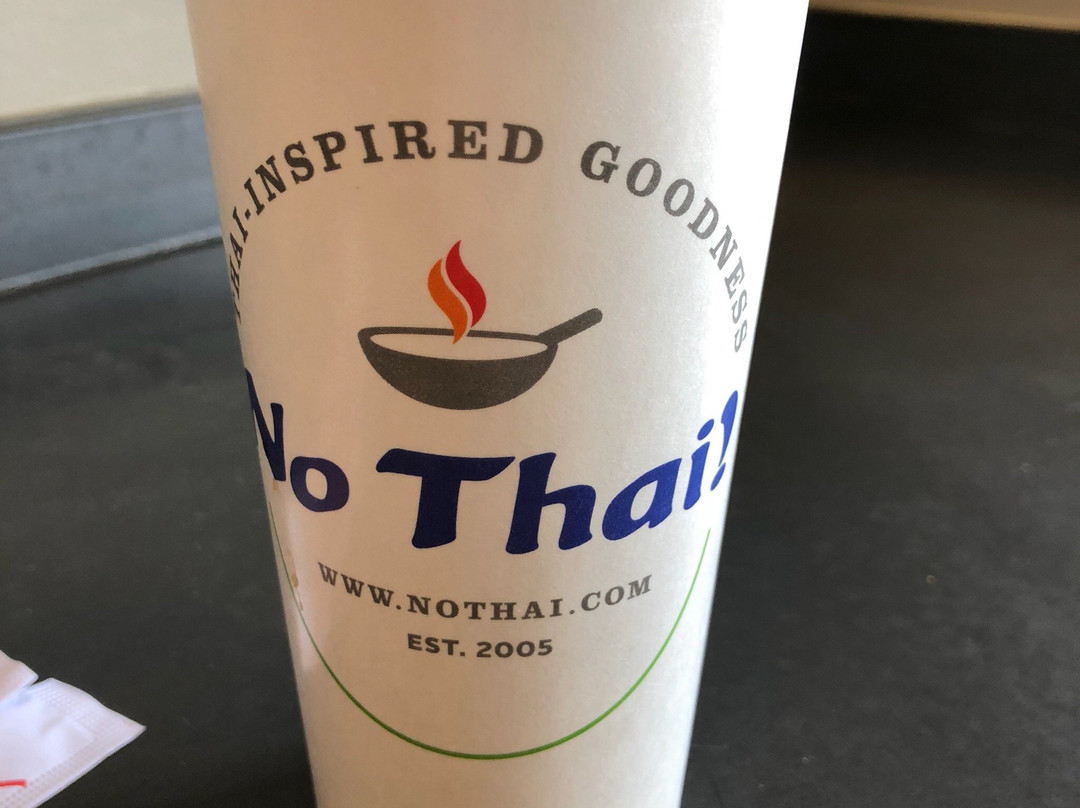 THAI-INSPIRED GOODNESS
No Thai!
WWW.NOTHAI.COM
EST. 2005